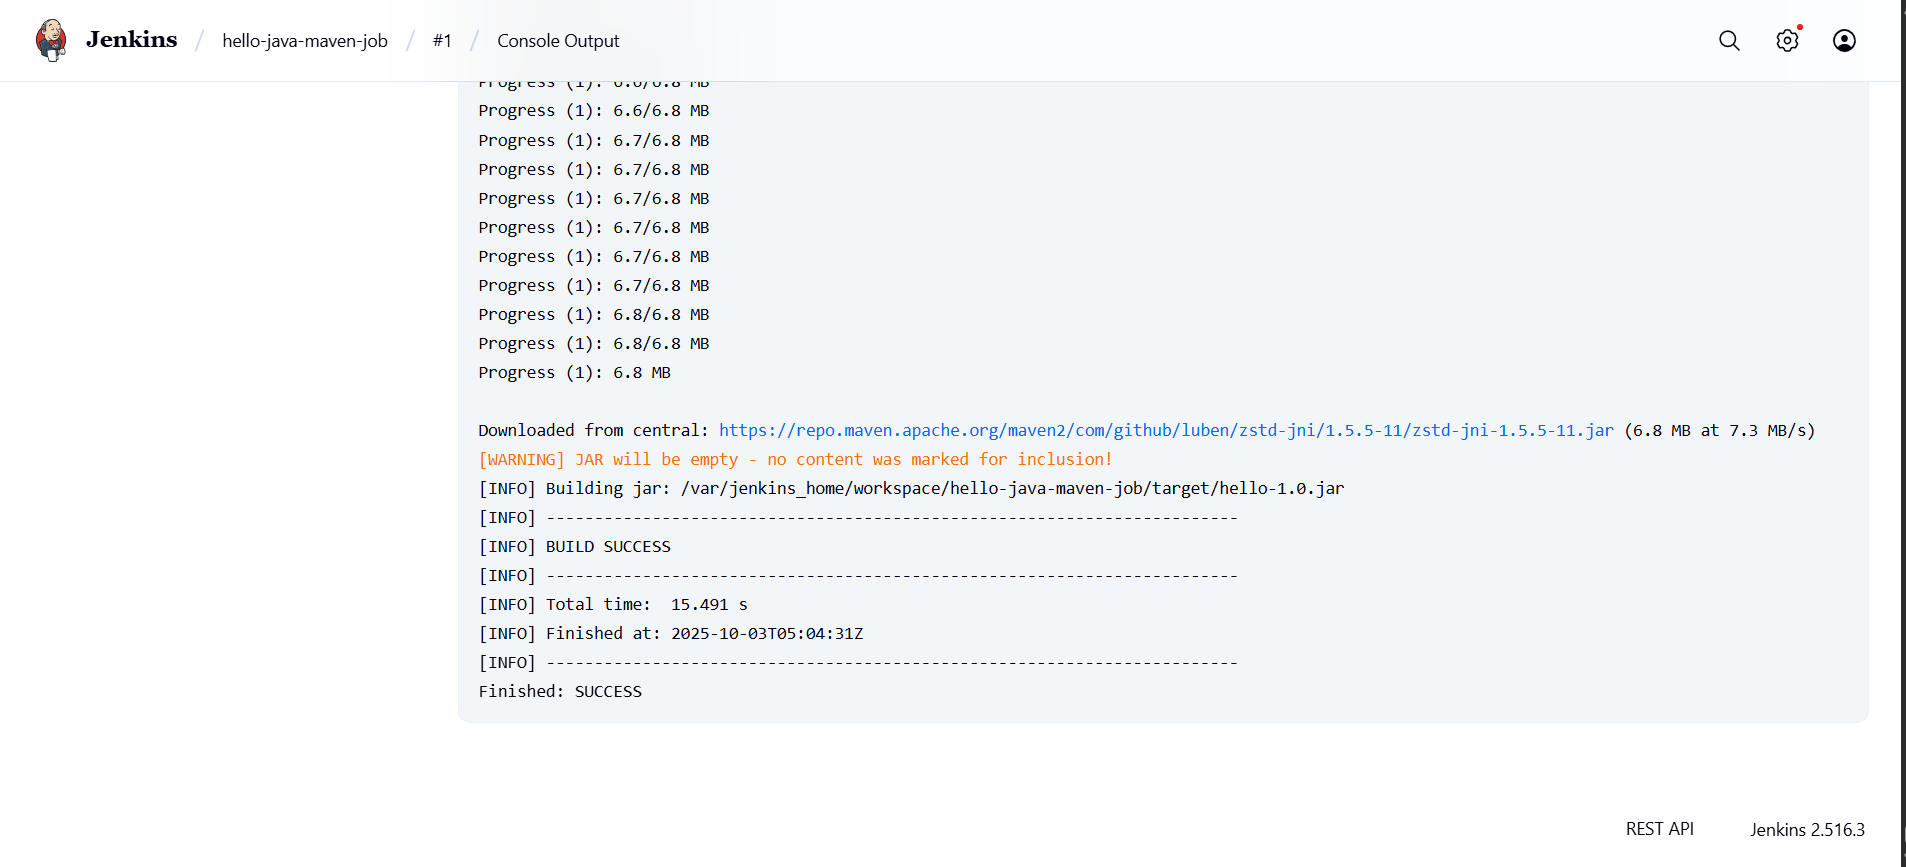 Jenkins / hello-java-maven-job / #1 / Console Output
Progress (1): 6.6/6.8 MB
Progress (1): 6.6/6.8 MB
Progress (1): 6.7/6.8 MB
Progress (1): 6.7/6.8 MB
Progress (1): 6.7/6.8 MB
Progress (1): 6.7/6.8 MB
Progress (1): 6.7/6.8 MB
Progress (1): 6.7/6.8 MB
Progress (1): 6.8/6.8 MB
Progress (1): 6.8/6.8 MB
Progress (1): 6.8 MB
Downloaded from central: https://repo.maven.apache.org/maven2/com/github/luben/zstd-jni/1.5.5-11/zstd-jni-1.5.5-11.jar (6.8 MB at 7.3 MB/s)
[WARNING] JAR will be empty - no content was marked for inclusion!
[INFO] Building jar: /var/jenkins_home/workspace/hello-java-maven-job/target/hello-1.0.jar
[INFO] ------------------------------------------------------------------------
[INFO] BUILD SUCCESS
[INFO] ------------------------------------------------------------------------
[INFO] Total time:  15.491 s
[INFO] Finished at: 2025-10-03T05:04:31Z
[INFO] ------------------------------------------------------------------------
Finished: SUCCESS
REST API
Jenkins 2.516.3